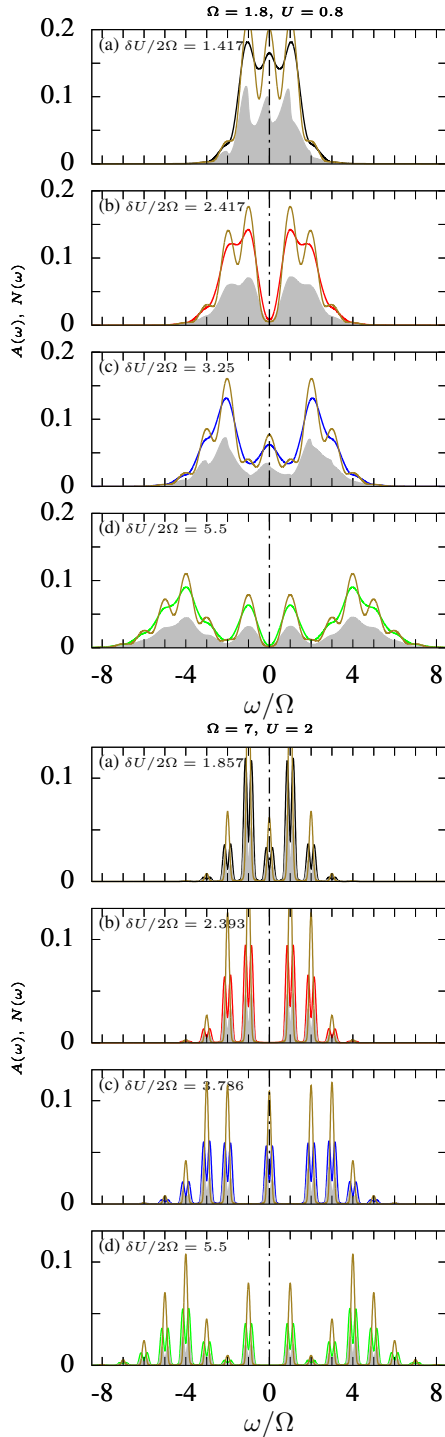 Ω = 1.8, U = 0.8
0.2
(a) δU/2Ω = 1.417
0.1
0
0.2
(b) δU/2Ω = 2.417
0.1
0
0.2
(c) δU/2Ω = 3.25
0.1
0
0.2
(d) δU/2Ω = 5.5
0.1
0
A(ω), N(ω)
-8 -4 0 4 8
ω/Ω
Ω = 7, U = 2
(a) δU/2Ω = 1.857
0.1
0
(b) δU/2Ω = 2.393
0.1
0
(c) δU/2Ω = 3.786
0.1
0
(d) δU/2Ω = 5.5
0.1
0
A(ω), N(ω)
-8 -4 0 4 8
ω/Ω